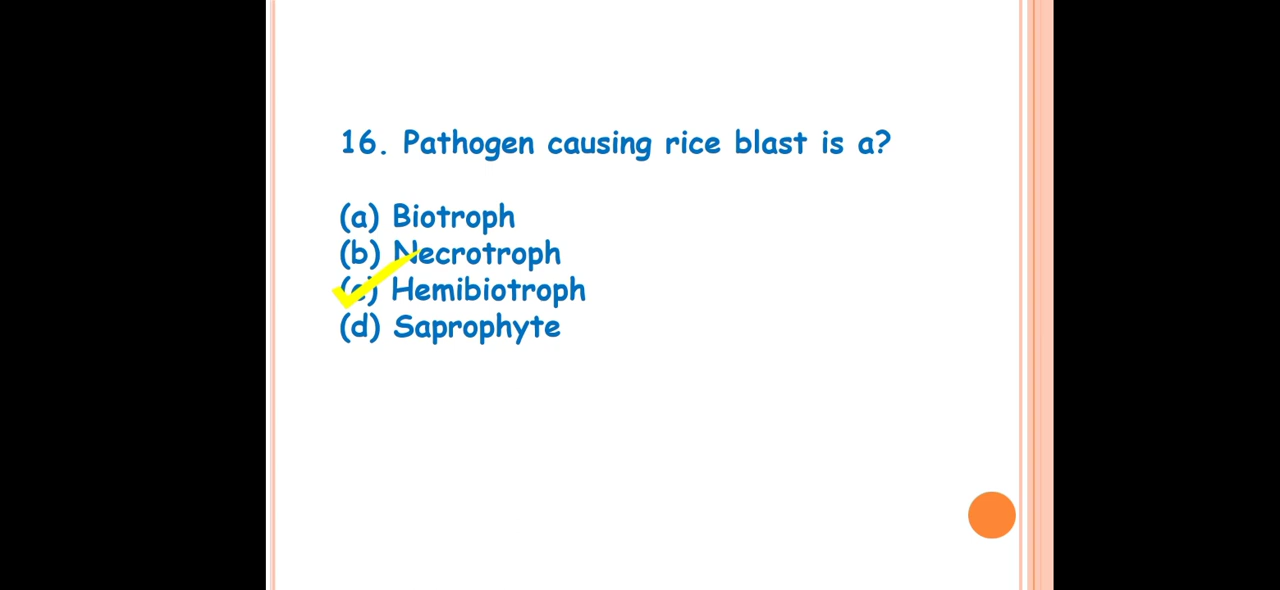 16. Pathogen causing rice blast is a?
(a) Biotroph
(b) Necrotroph
(c) Hemibiotroph
(d) Saprophyte